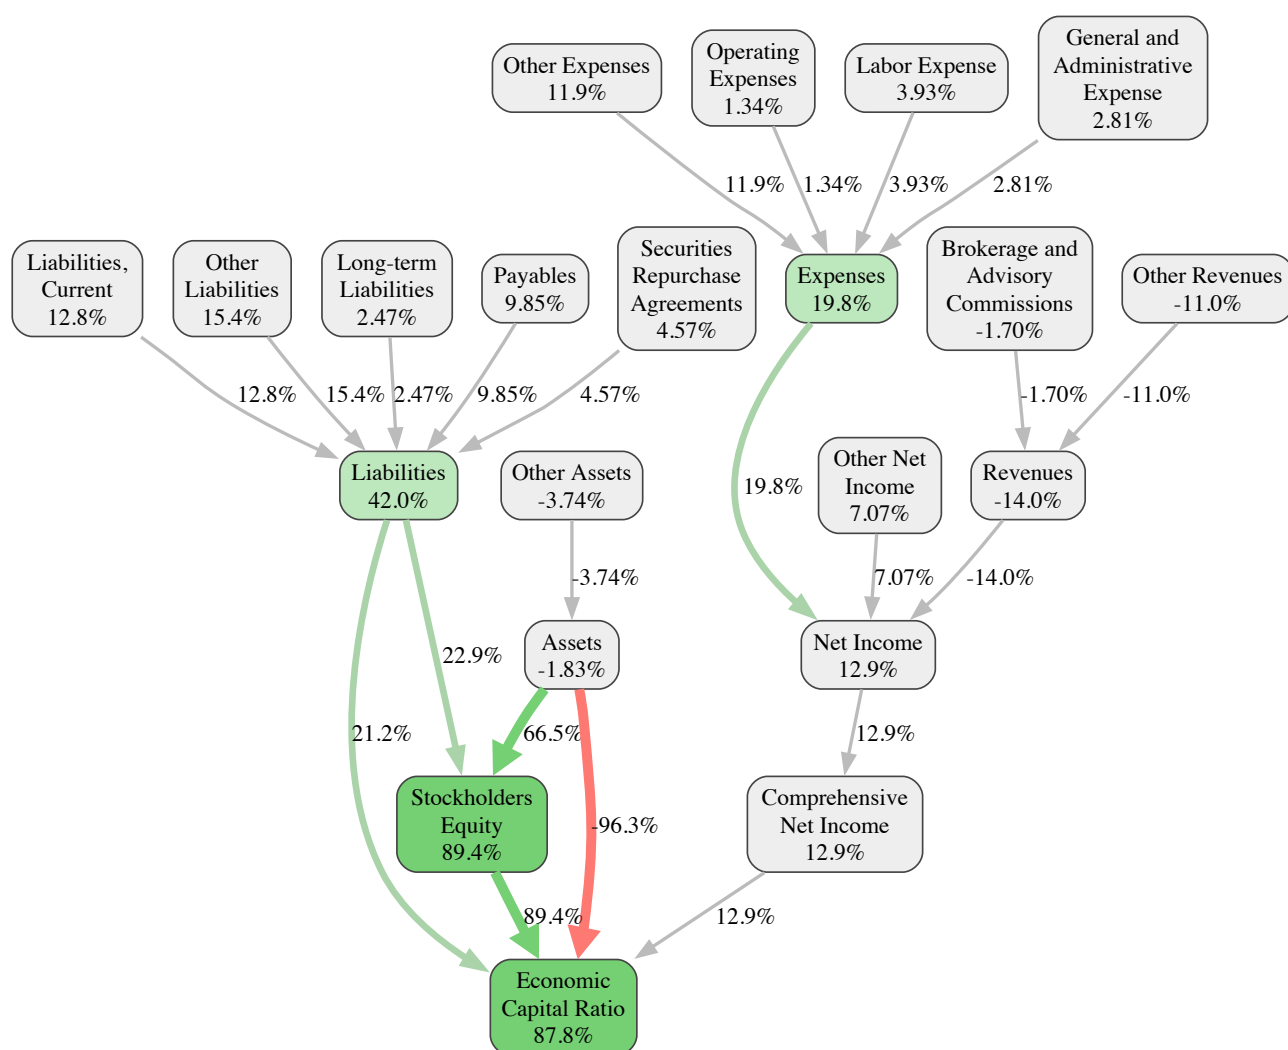 Other Expenses
11.9%
Operating
Expenses
1.34%
Labor Expense
3.93%
General and
Administrative
Expense
2.81%
11.9%
1.34%
3.93%
2.81%
Liabilities,
Current
12.8%
Other
Liabilities
15.4%
Long-term
Liabilities
2.47%
Payables
9.85%
Securities
Repurchase
Agreements
4.57%
Expenses
19.8%
Brokerage and
Advisory
Commissions
-1.70%
Other Revenues
-11.0%
12.8%
15.4%
2.47%
9.85%
4.57%
-1.70%
-11.0%
Liabilities
42.0%
Other Assets
-3.74%
19.8%
Other Net
Income
7.07%
Revenues
-14.0%
-3.74%
7.07%
-14.0%
22.9%
Assets
-1.83%
Net Income
12.9%
21.2%
66.5%
12.9%
Stockholders
Equity
89.4%
-96.3%
Comprehensive
Net Income
12.9%
89.4%
12.9%
Economic
Capital Ratio
87.8%